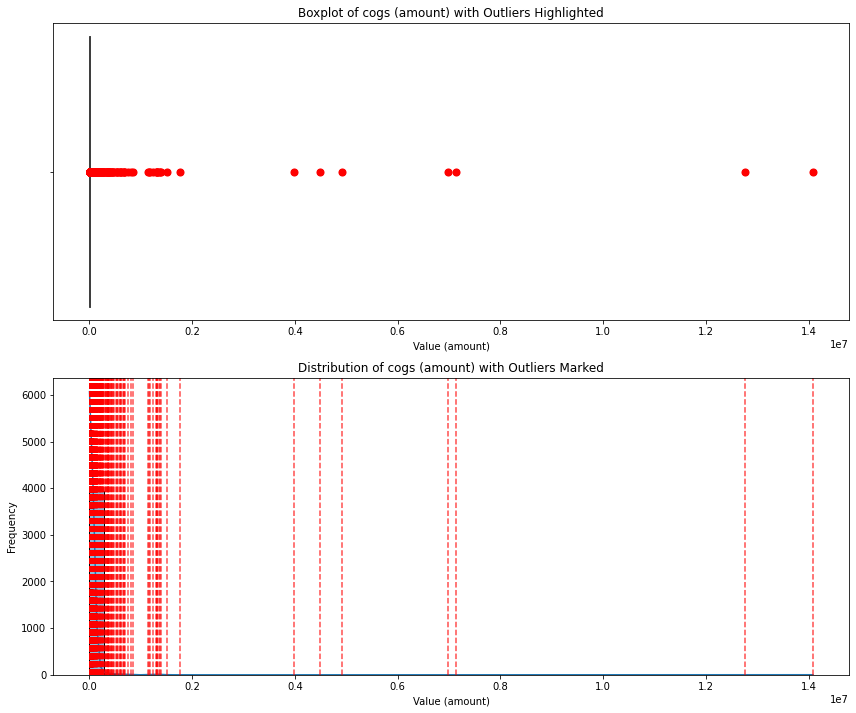 Boxplot of cogs (amount) with Outliers Highlighted
0.0 0.2 0.4 0.6 0.8 1.0 1.2 1.4
1e7
Value (amount)
Distribution of cogs (amount) with Outliers Marked
6000
5000
4000
3000
2000
1000
0
Frequency
0.0 0.2 0.4 0.6 0.8 1.0 1.2 1.4
1e7
Value (amount)